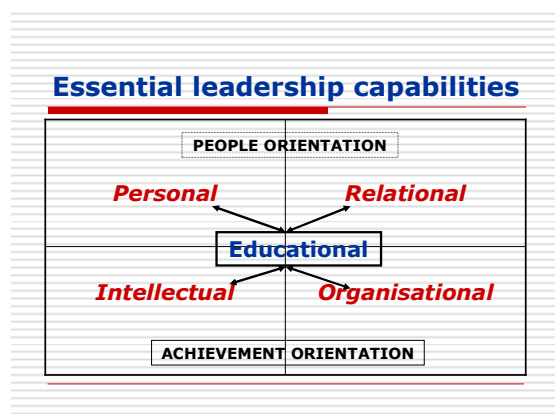 Essential leadership capabilities
PEOPLE ORIENTATION
Personal Relational
Educational
Intellectual Organisational
ACHIEVEMENT ORIENTATION